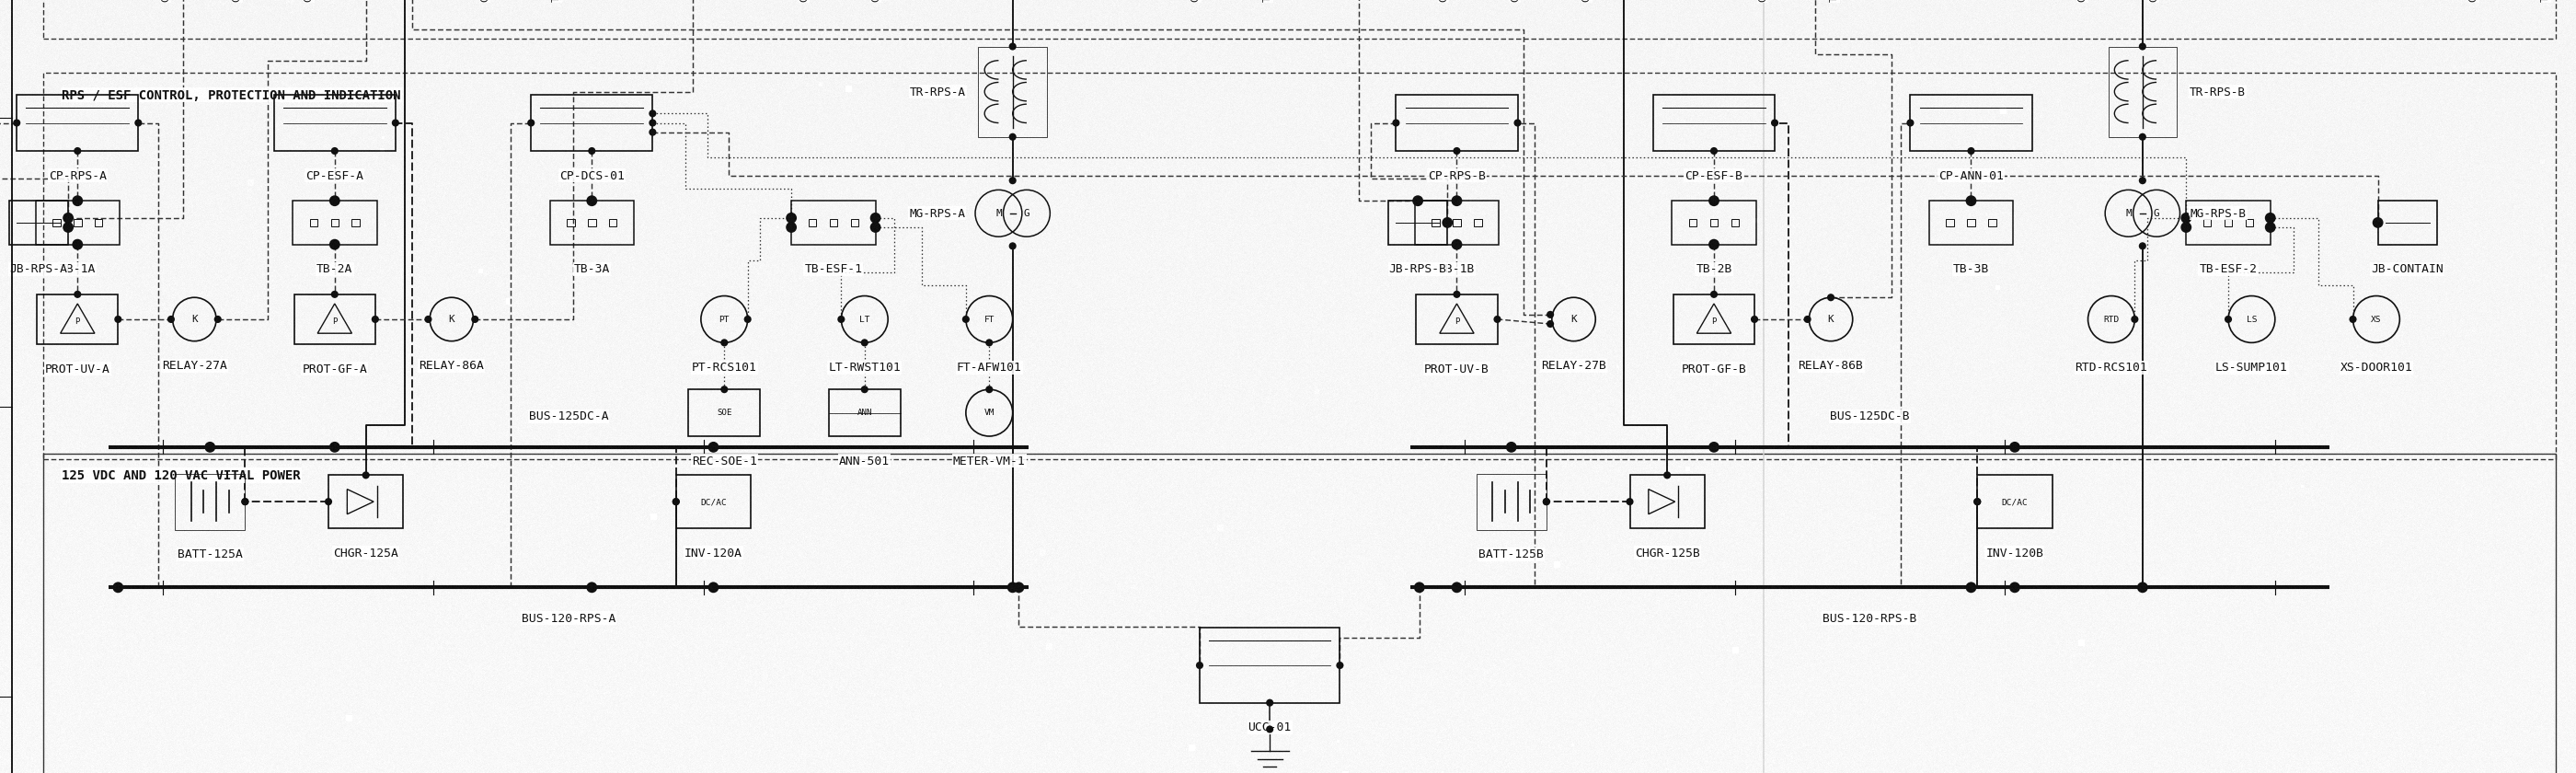 TR-RPS-A
TR-RPS-B
RPS / ESF CONTROL, PROTECTION AND INDICATION
CP-RPS-A
CP-ESF-A
CP-DCS-01
CP-RPS-B
CP-ESF-B
CP-ANN-01
MG-RPS-A
M
G
M
G
MG-RPS-B
JB-RPS-A
TB-2A
TB-3A
TB-ESF-1
JB-RPS-B
TB-2B
TB-3B
TB-ESF-2
JB-CONTAIN
P
K
P
K
PT
LT
FT
P
K
P
K
RTD
LS
XS
PROT-UV-A
RELAY-27A
PROT-GF-A
RELAY-86A
PT-RCS101
LT-RWST101
FT-AFW101
PROT-UV-B
RELAY-27B
PROT-GF-B
RELAY-86B
RTD-RCS101
LS-SUMP101
XS-DOOR101
BUS-125DC-A
SOE
ANN
VM
BUS-125DC-B
REC-SOE-1
ANN-501
METER-VM-1
125 VDC AND 120 VAC VITAL POWER
DC/AC
DC/AC
BATT-125A
CHGR-125A
INV-120A
BATT-125B
CHGR-125B
INV-120B
BUS-120-RPS-A
BUS-120-RPS-B
UCC-01